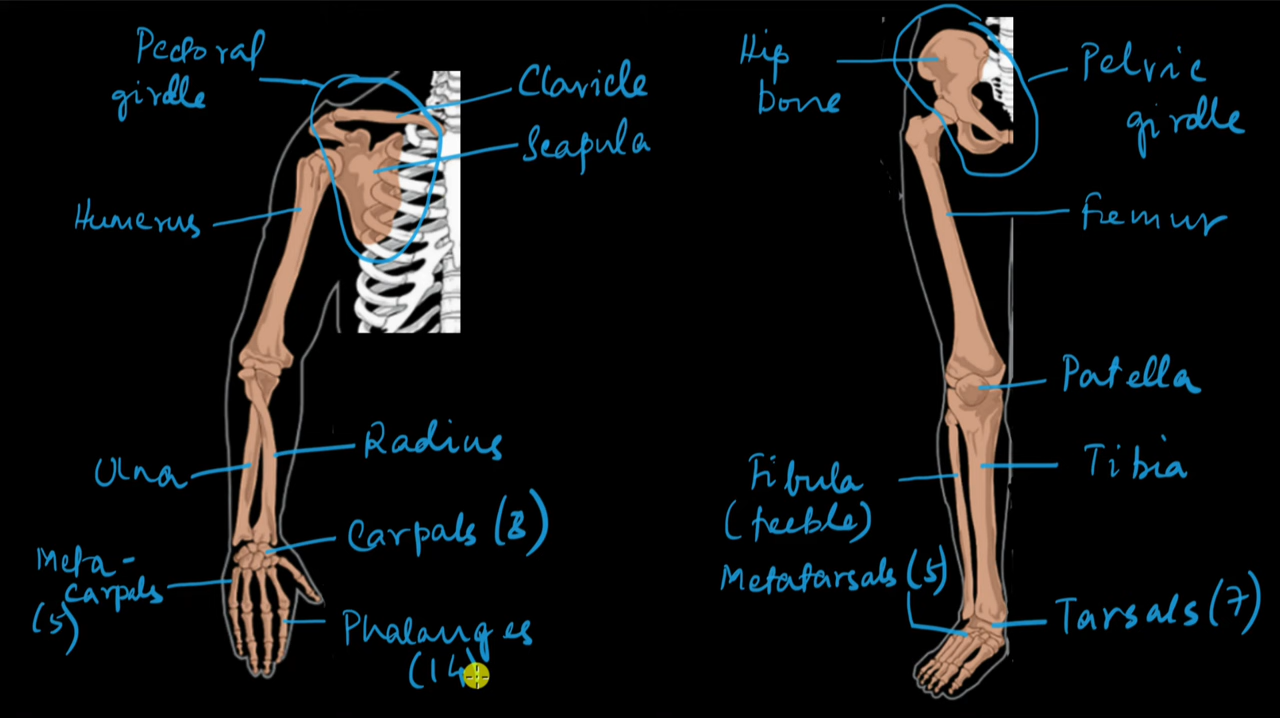 Pectoral
girdle
Clavicle
Scapula
Humerus
Radius
Ulna
Carpals (8)
Meta-
carpals
(5)
Phalanges
(14)
Hip
bone
Pelvic
girdle
Femur
Patella
Tibia
Fibula
(feeble)
Metatarsals (5)
Tarsals (7)